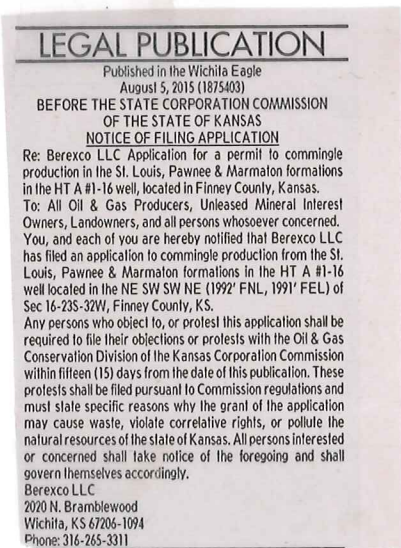 LEGAL PUBLICATION
Published in the Wichita Eagle
August 5, 2015 (1875403)
BEFORE THE STATE CORPORATION COMMISSION
OF THE STATE OF KANSAS
NOTICE OF FILING APPLICATION
Re: Berexco LLC Application for a permit to commingle
production in the St. Louis, Pawnee & Marmaton formations
in the HT A #1-16 well, located in Finney County, Kansas.
To: All Oil & Gas Producers, Unleased Mineral Interest
Owners, Landowners, and all persons whosoever concerned.
You, and each of you are hereby notified that Berexco LLC
has filed an application to commingle production from the St.
Louis, Pawnee & Marmaton formations in the HT A #1-16
well located in the NE SW SW NE (1992' FNL, 1991' FEL) of
Sec 16-23S-32W, Finney County, KS.
Any persons who object to, or protest this application shall be
required to file their objections or protests with the Oil & Gas
Conservation Division of the Kansas Corporation Commission
within fifteen (15) days from the date of this publication. These
protests shall be filed pursuant to Commission regulations and
must state specific reasons why the grant of the application
may cause waste, violate correlative rights, or pollute the
natural resources of the state of Kansas. All persons interested
or concerned shall take notice of the foregoing and shall
govern themselves accordingly.
Berexco LLC
2020 N. Bramblewood
Wichita, KS 67206-1094
Phone: 316-265-3311